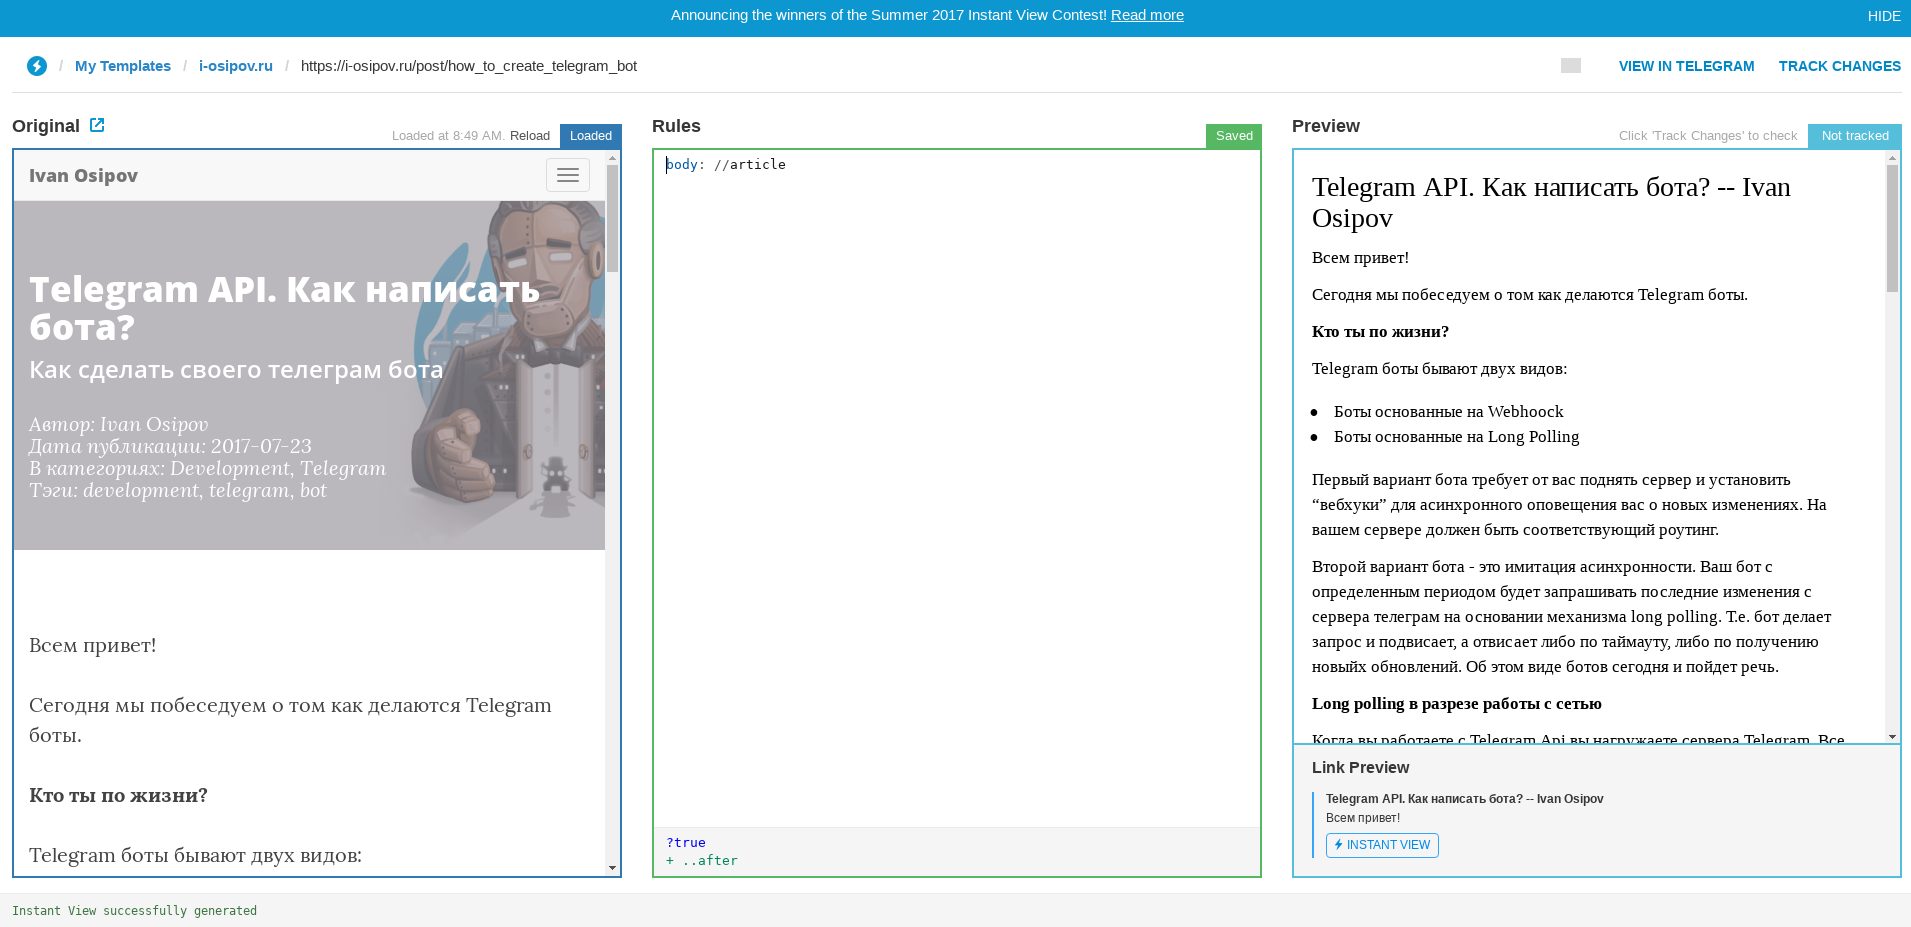 Announcing the winners of the Summer 2017 Instant View Contest! Read more
HIDE
/ My Templates / i-osipov.ru / https://i-osipov.ru/post/how_to_create_telegram_bot
VIEW IN TELEGRAM
TRACK CHANGES
Original
Loaded at 8:49 AM. Reload
Loaded
Ivan Osipov
Telegram API. Как написать
бота?
Как сделать своего телеграм бота
Автор: Ivan Osipov
Дата публикации: 2017-07-23
В категориях: Development, Telegram
Тэги: development, telegram, bot
Всем привет!
Сегодня мы побеседуем о том как делаются Telegram
боты.
Кто ты по жизни?
Telegram боты бывают двух видов:
Rules
Saved
body: //article
?true
+ ..after
Preview
Click 'Track Changes' to check
Not tracked
Telegram API. Как написать бота? -- Ivan
Osipov
Всем привет!
Сегодня мы побеседуем о том как делаются Telegram боты.
Кто ты по жизни?
Telegram боты бывают двух видов:
● Боты основанные на Webhoock
● Боты основанные на Long Polling
Первый вариант бота требует от вас поднять сервер и установить
“вебхуки” для асинхронного оповещения вас о новых изменениях. На
вашем сервере должен быть соответствующий роутинг.
Второй вариант бота - это имитация асинхронности. Ваш бот с
определенным периодом будет запрашивать последние изменения с
сервера телеграм на основании механизма long polling. Т.е. бот делает
запрос и подвисает, а отвисает либо по таймауту, либо по получению
новыйх обновлений. Об этом виде ботов сегодня и пойдет речь.
Long polling в разрезе работы с сетью
Когда вы работаете с Telegram Api вы нагружаете сервера Telegram. Все
Link Preview
Telegram API. Как написать бота? -- Ivan Osipov
Всем привет!
INSTANT VIEW
Instant View successfully generated